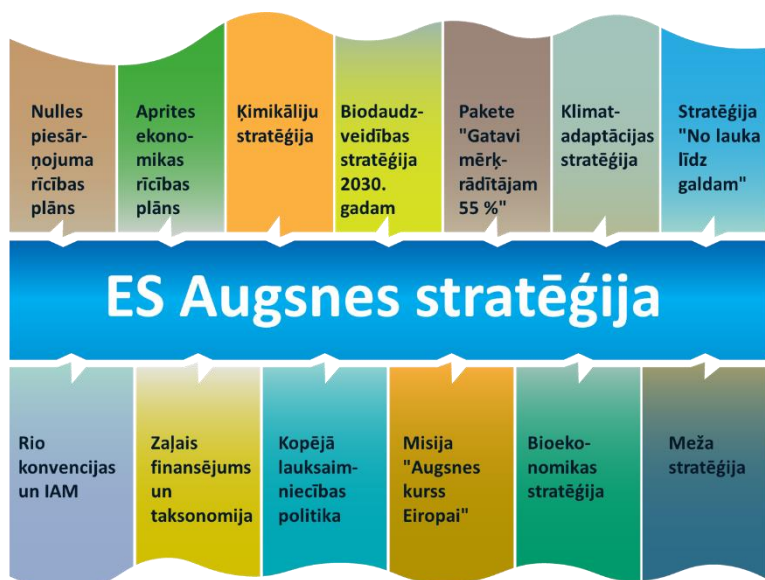 Nulles
piesār-
ņojuma
rīcības
plāns
Aprites
ekono-
mikas
rīcības
plāns
Ķimikāliju
stratēģija
Biodaudz-
veidības
stratēģija
2030.
gadam
Pakete
"Gatavi
mērķ-
rādītājam
55 %"
Klimat-
adaptācijas
stratēģija
Stratēģija
"No lauka
līdz
galdam"
ES Augsnes stratēģija
Rio
konvencijas
un IAM
Zaļais
finansējums
un
taksonomija
Kopējā
lauksaim-
niecības
politika
Misija
"Augsnes
kurss
Eiropai"
Bioeko-
nomikas
stratēģija
Meža
stratēģija